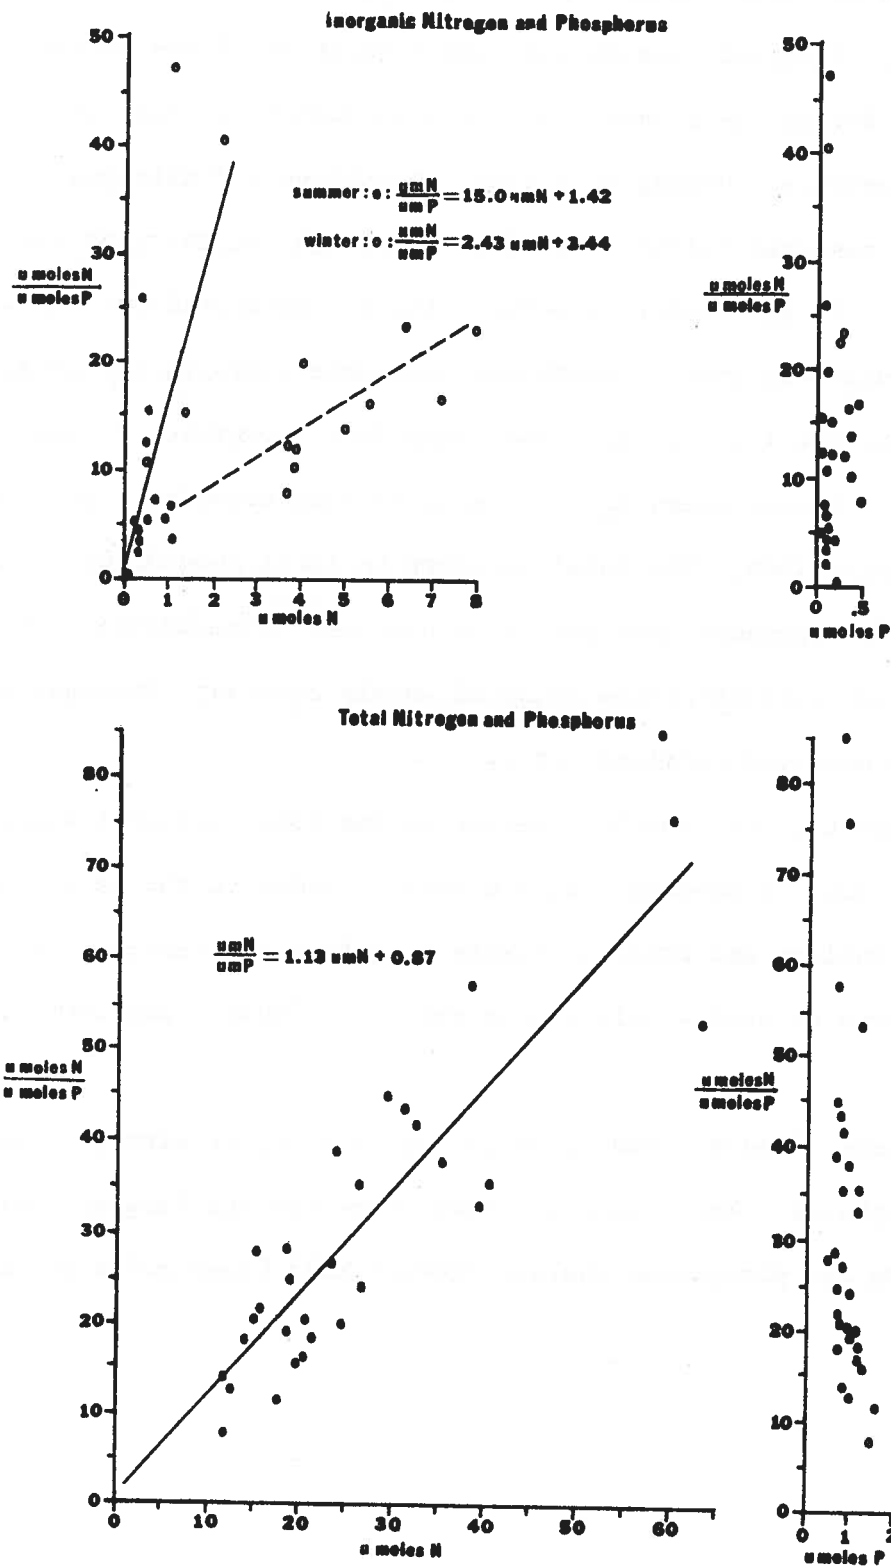 Inorganic Nitrogen and Phosphorus
50
40
30
20
10
0
u moles N
u moles P
summer: o: umN / umP = 15.0 umN + 1.42
winter: o: umN / umP = 2.43 umN + 3.44
0 1 2 3 4 5 6 7 8
u moles N
50
40
30
20
10
0
u moles N
u moles P
0 .5
u moles P
Total Nitrogen and Phosphorus
80
70
60
50
40
30
20
10
0
u moles N
u moles P
umN / umP = 1.13 umN + 0.87
0 10 20 30 40 50 60
u moles N
80
70
60
50
40
30
20
10
0
u moles N
u moles P
0 1 2
u moles P